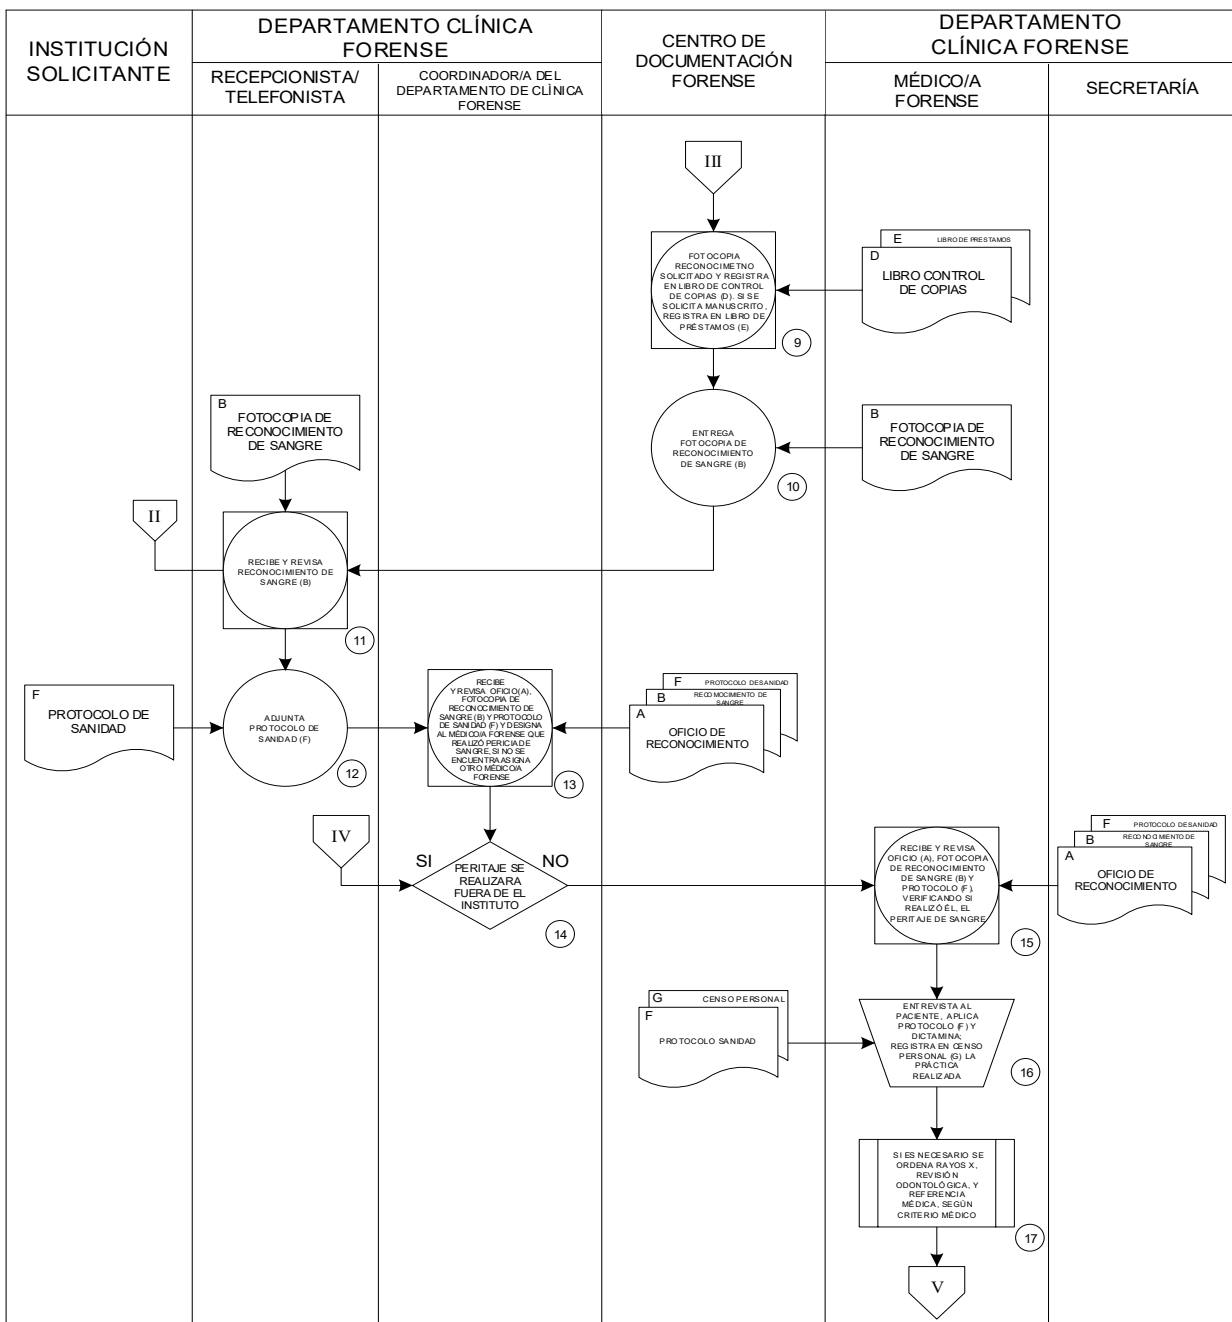 INSTITUCIÓN
SOLICITANTE
DEPARTAMENTO CLÍNICA
FORENSE
RECEPCIONISTA/
TELEFONISTA
COORDINADOR/A DEL
DEPARTAMENTO DE CLÌNICA
FORENSE
CENTRO DE
DOCUMENTACIÓN
FORENSE
DEPARTAMENTO
CLÍNICA FORENSE
MÉDICO/A
FORENSE
SECRETARÍA
III
FOTOCOPIA
RECONOCIMETNO
SOLICITADO Y REGISTRA
EN LIBRO DE CONTROL
DE COPIAS (D). SI SE
SOLICITA MANUSCRITO,
REGISTRA EN LIBRO DE
PRÉSTAMOS (E)
9
E
LIBRO DE PRESTAMOS
D
LIBRO CONTROL
DE COPIAS
B
FOTOCOPIA DE
RECONOCIMIENTO
DE SANGRE
ENTREGA
FOTOCOPIA DE
RECONOCIMIENTO
DE SANGRE (B)
10
B
FOTOCOPIA DE
RECONOCIMIENTO
DE SANGRE
II
RECIBE Y REVISA
RECONOCIMIENTO DE
SANGRE (B)
11
F
PROTOCOLO DE
SANIDAD
ADJUNTA
PROTOCOLO DE
SANIDAD (F)
12
RECIBE
Y REVISA OFICIO(A),
FOTOCOPIA DE
RECONOCIMIENTO DE
SANGRE (B) Y PROTOCOLO
DE SANIDAD (F) Y DESIGNA
AL MÉDICO/A FORENSE QUE
REALIZÓ PERICIA DE
SANGRE, SI NO SE
ENCUENTRA ASIGNA
OTRO MÉDICO/A
FORENSE
13
F
PROTOCOLO DE SANIDAD
B
RECOMOCIMIENTO DE
SANGRE
A
OFICIO DE
RECONOCIMIENTO
IV
SI
NO
PERITAJE SE
REALIZARA
FUERA DE EL
INSTITUTO
14
RECIBE Y REVISA
OFICIO (A), FOTOCOPIA
DE RECONOCIMIENTO
DE SANGRE (B) Y
PROTOCOLO (F),
VERIFICANDO SI
REALIZÓ ÉL, EL
PERITAJE DE SANGRE
15
F
PROTOCOLO DE SANIDAD
B
RECONOCIMIENTO DE
SANGRE
A
OFICIO DE
RECONOCIMIENTO
G
CENSO PERSONAL
F
PROTOCOLO SANIDAD
ENTREVISTA AL
PACIENTE, APLICA
PROTOCOLO (F) Y
DICTAMINA;
REGISTRA EN CENSO
PERSONAL (G) LA
PRÁCTICA
REALIZADA
16
SI ES NECESARIO SE
ORDENA RAYOS X,
REVISIÓN
ODONTOLÓGICA, Y
REFERENCIA
MÉDICA, SEGÚN
CRITERIO MÉDICO
17
V